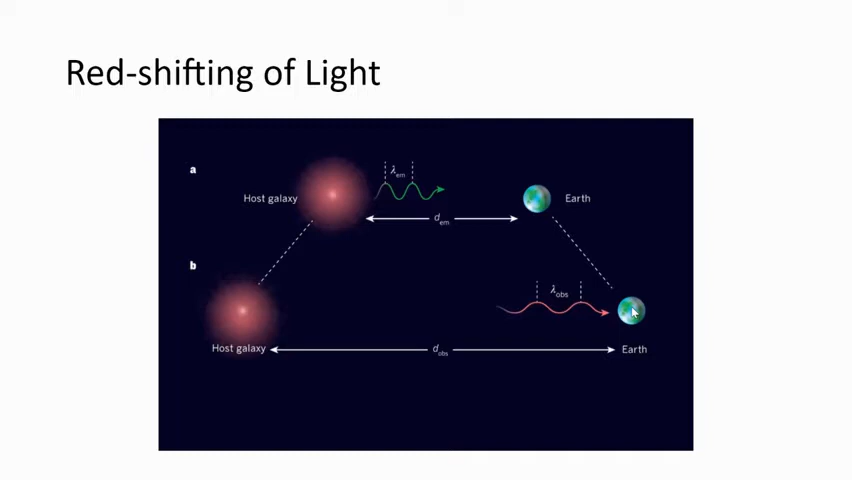 Red-shifting of Light
a
λem
Host galaxy
Earth
dem
b
λobs
Host galaxy
dobs
Earth